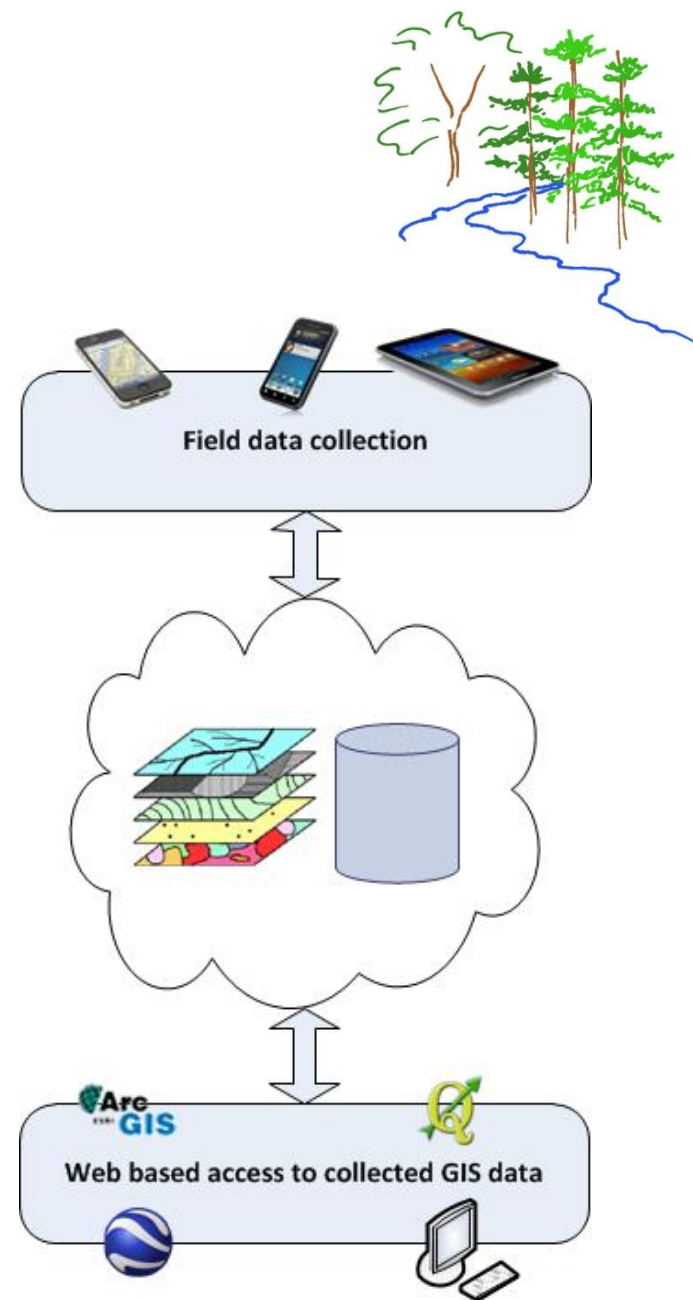 Field data collection
Arc
ESRI
GIS
Web based access to collected GIS data